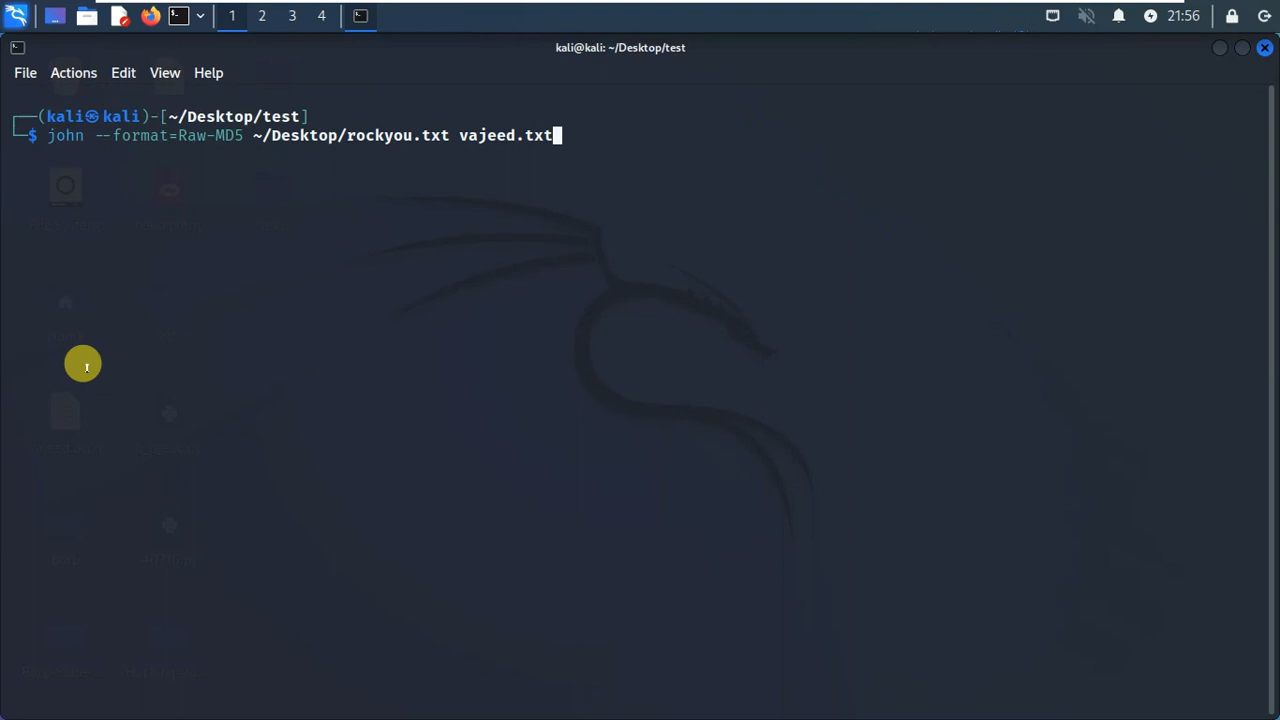 1 2 3 4 21:56
kali@kali: ~/Desktop/test
File Actions Edit View Help
┌──(kali㉿kali)-[~/Desktop/test]
└─$ john --format=Raw-MD5 ~/Desktop/rockyou.txt vajeed.txt